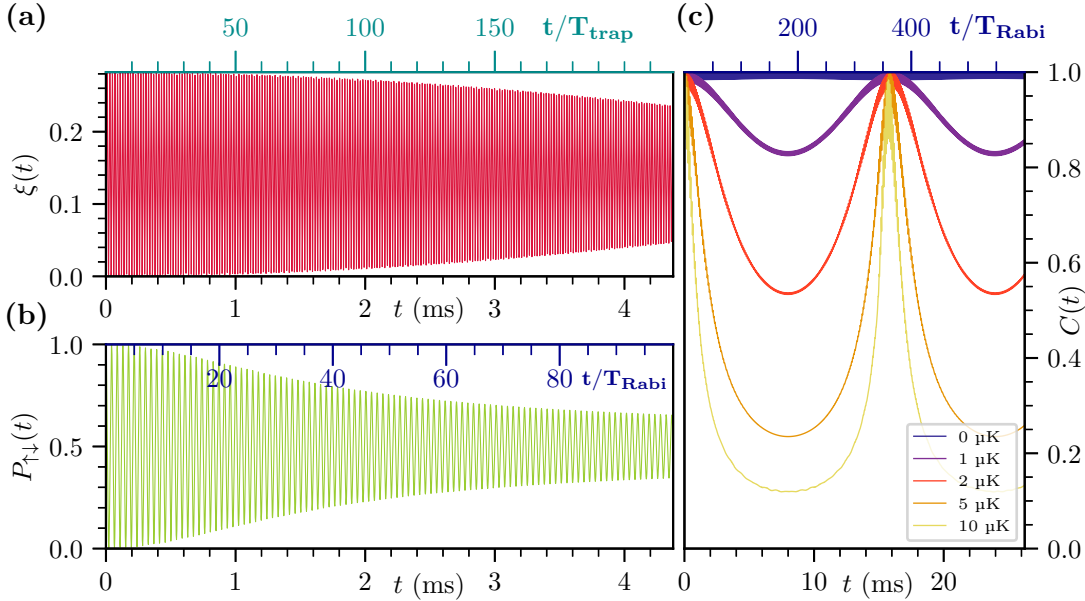 (a)
50 100 150 t/T_trap
0.2
0.1
0.0
ξ(t)
0 1 2 t (ms) 3 4
(b)
1.0
0.5
0.0
P↑↓(t)
20 40 60 80 t/T_Rabi
0 1 2 t (ms) 3 4
(c)
200 400 t/T_Rabi
1.0
0.8
0.6
0.4
0.2
0.0
C(t)
0 µK
1 µK
2 µK
5 µK
10 µK
0 10 t (ms) 20